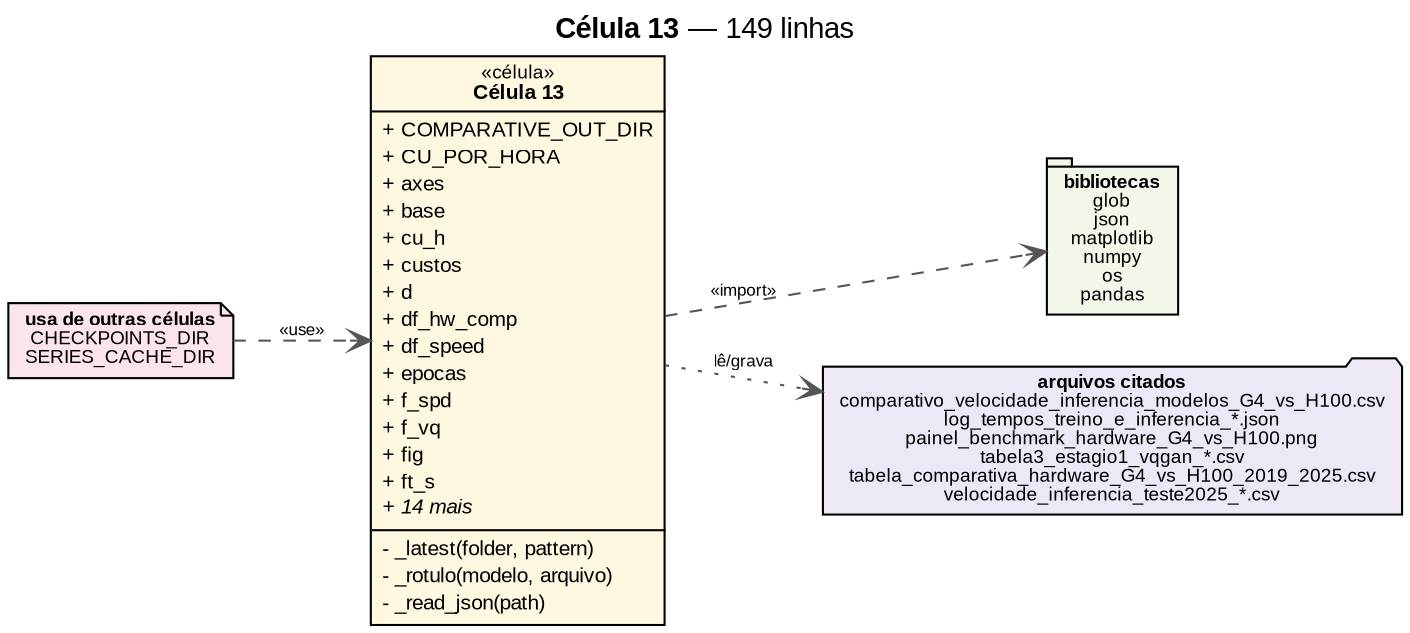 Célula 13 — 149 linhas
«célula»
Célula 13
+ COMPARATIVE_OUT_DIR
+ CU_POR_HORA
+ axes
+ base
+ cu_h
+ custos
+ d
+ df_hw_comp
+ df_speed
+ epocas
+ f_spd
+ f_vq
+ fig
+ ft_s
+ 14 mais
- _latest(folder, pattern)
- _rotulo(modelo, arquivo)
- _read_json(path)
usa de outras células
CHECKPOINTS_DIR
SERIES_CACHE_DIR
«use»
«import»
lê/grava
bibliotecas
glob
json
matplotlib
numpy
os
pandas
arquivos citados
comparativo_velocidade_inferencia_modelos_G4_vs_H100.csv
log_tempos_treino_e_inferencia_*.json
painel_benchmark_hardware_G4_vs_H100.png
tabela3_estagio1_vqgan_*.csv
tabela_comparativa_hardware_G4_vs_H100_2019_2025.csv
velocidade_inferencia_teste2025_*.csv